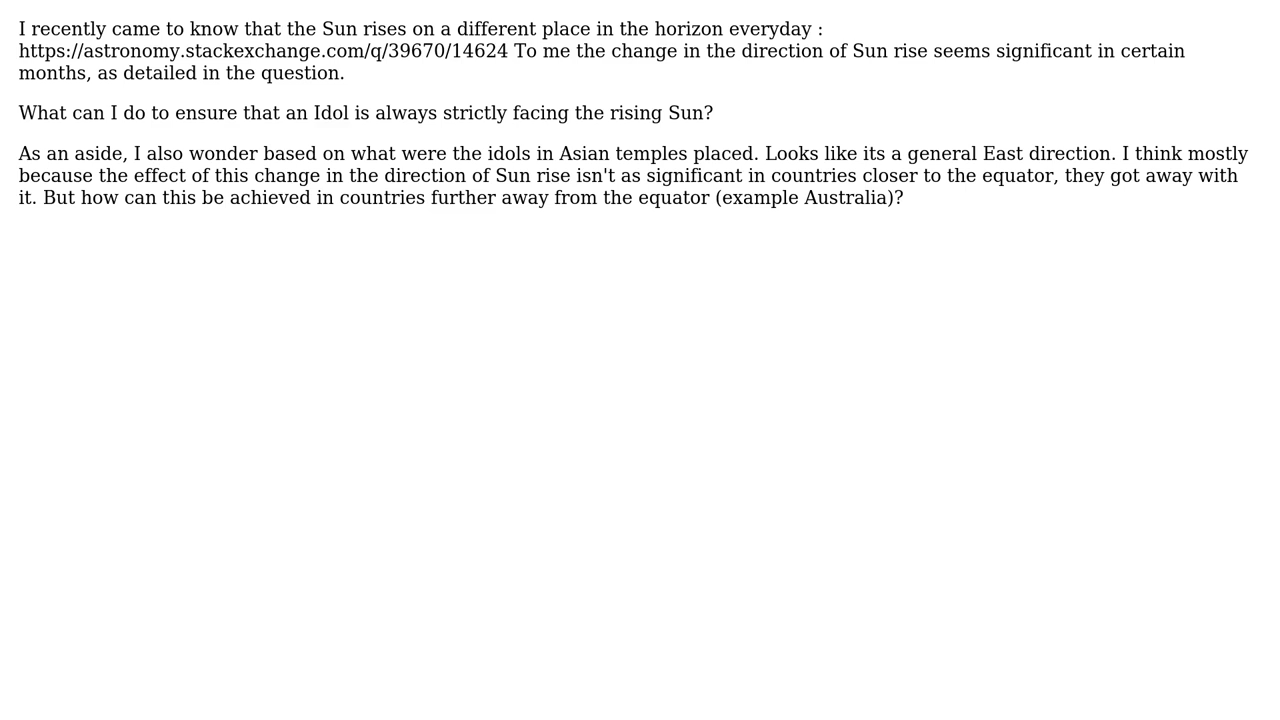 I recently came to know that the Sun rises on a different place in the horizon everyday :
https://astronomy.stackexchange.com/q/39670/14624 To me the change in the direction of Sun rise seems significant in certain
months, as detailed in the question.
What can I do to ensure that an Idol is always strictly facing the rising Sun?
As an aside, I also wonder based on what were the idols in Asian temples placed. Looks like its a general East direction. I think mostly
because the effect of this change in the direction of Sun rise isn't as significant in countries closer to the equator, they got away with
it. But how can this be achieved in countries further away from the equator (example Australia)?